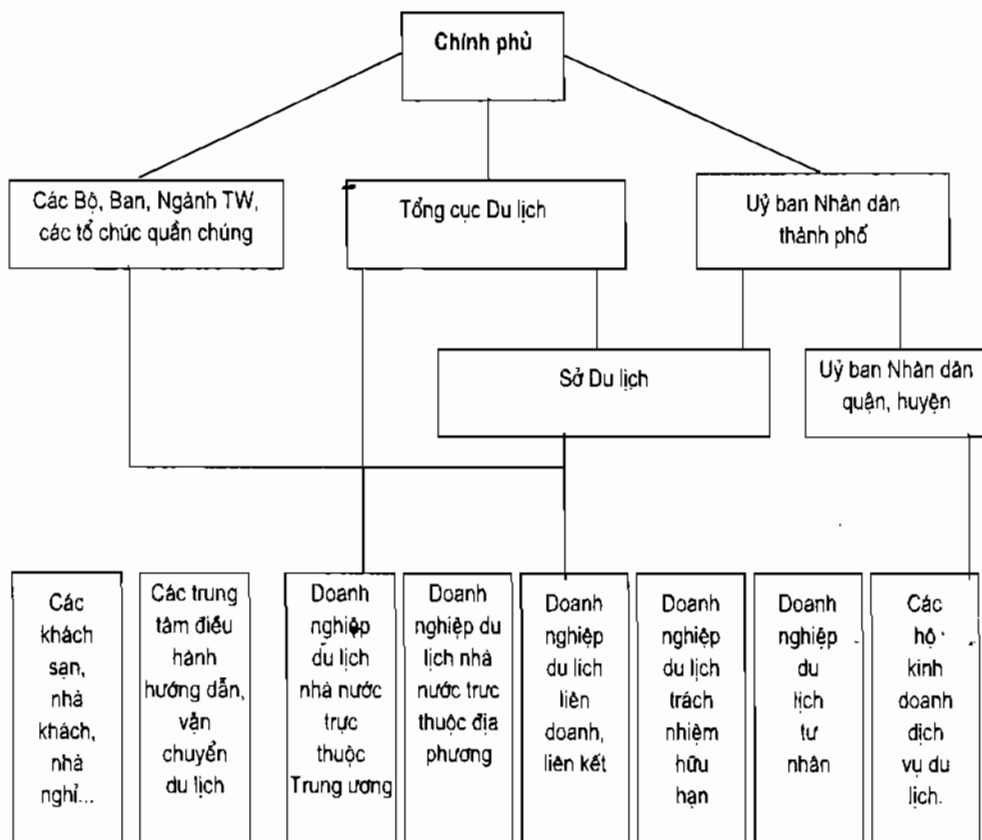 Chính phủ
Các Bộ, Ban, Ngành TW,
các tổ chức quần chúng
Tổng cục Du lịch
Uỷ ban Nhân dân
thành phố
Sở Du lịch
Uỷ ban Nhân dân
quận, huyện
Các
khách
sạn,
nhà
khách,
nhà
nghỉ...
Các trung
tâm điều
hành
hướng dẫn,
vận
chuyển
du lịch
Doanh
nghiệp
du lịch
nhà nước
trực
thuộc
Trung ương
Doanh
nghiệp du
lịch nhà
nước trực
thuộc địa
phương
Doanh
nghiệp
du lich
liên
doanh,
liên kết
Doanh
nghiệp
du lịch
trách
nhiệm
hữu
hạn
Doanh
nghiệp
du
lịch
tư
nhân
Các
hộ
kinh
doanh
dịch
vụ du
lịch.